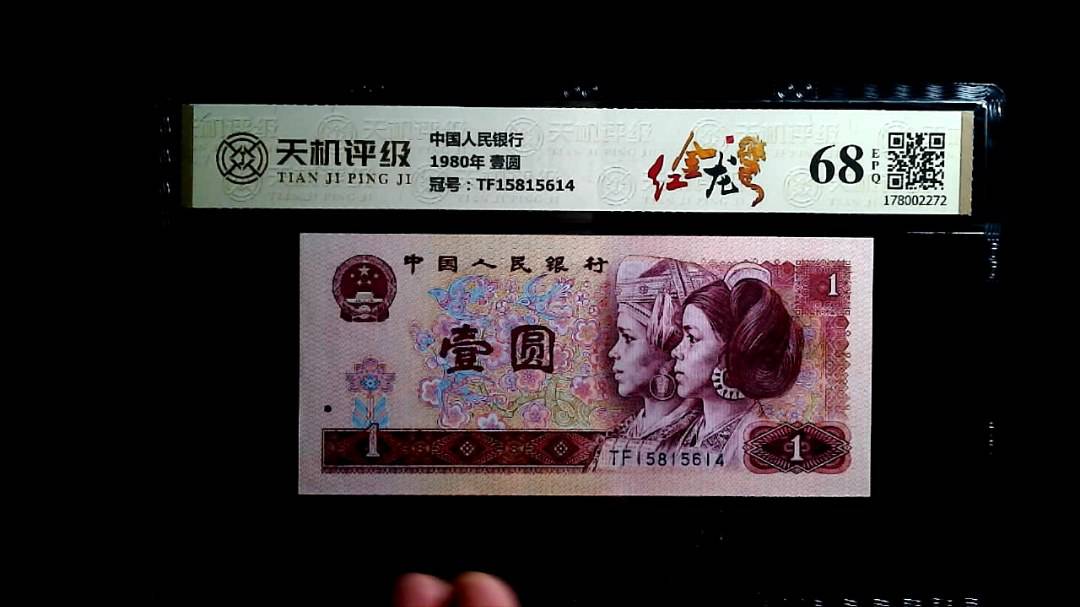 天机评级
TIAN JI PING JI
中国人民银行
1980年 壹圆
冠号：TF15815614
红金龙
68
EPQ
178002272
中国人民银行
1
壹圆
1
TF15815614
1